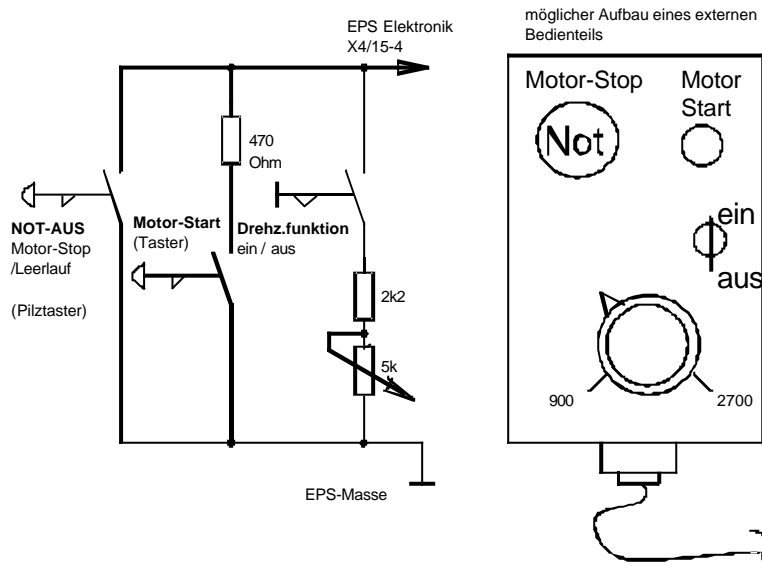 EPS Elektronik
X4/15-4
470
Ohm
NOT-AUS
Motor-Stop
/Leerlauf
(Pilztaster)
Motor-Start
(Taster)
Drehz.funktion
ein / aus
2k2
5k
EPS-Masse
möglicher Aufbau eines externen
Bedienteils
Motor-Stop
Motor
Start
Not
ein
aus
900
2700